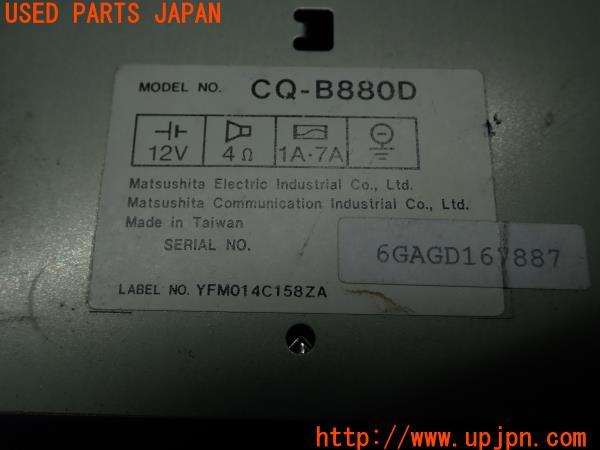 USED PARTS JAPAN
MODEL NO. CQ-B880D
12V 4Ω 1A·7A
Matsushita Electric Industrial Co., Ltd.
Matsushita Communication Industrial Co., Ltd.
Made in Taiwan
SERIAL NO. 6GAGD167887
LABEL NO. YFM014C158ZA
http://www.upjpn.com